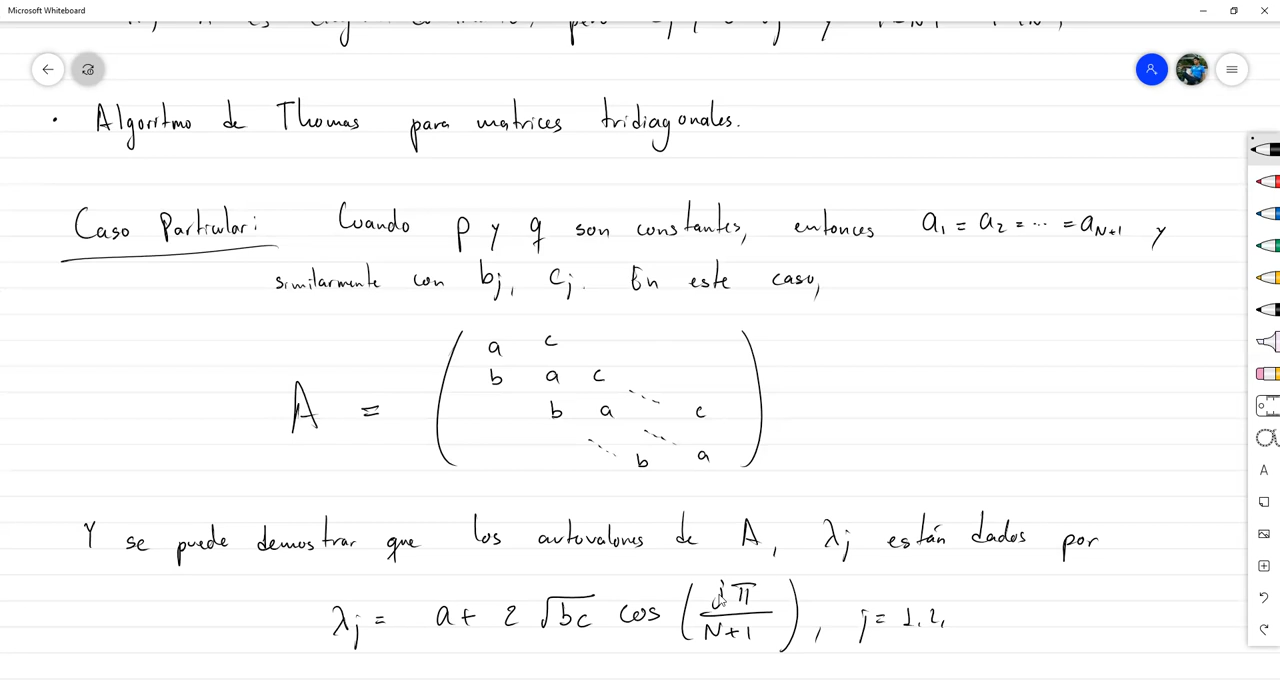 Microsoft Whiteboard
• Algoritmo de Thomas para matrices tridiagonales.
Caso Particular: Cuando p y q son constantes, entonces a₁ = a₂ = ... = a_N+1 y
similarmente con bj, cj. En este caso,
a c
b a c
A = b a c
b a
Y se puede demostrar que los autovalores de A, λj están dados por
λj = a + 2 √bc cos (jπ / N+1), j = 1,2,
A